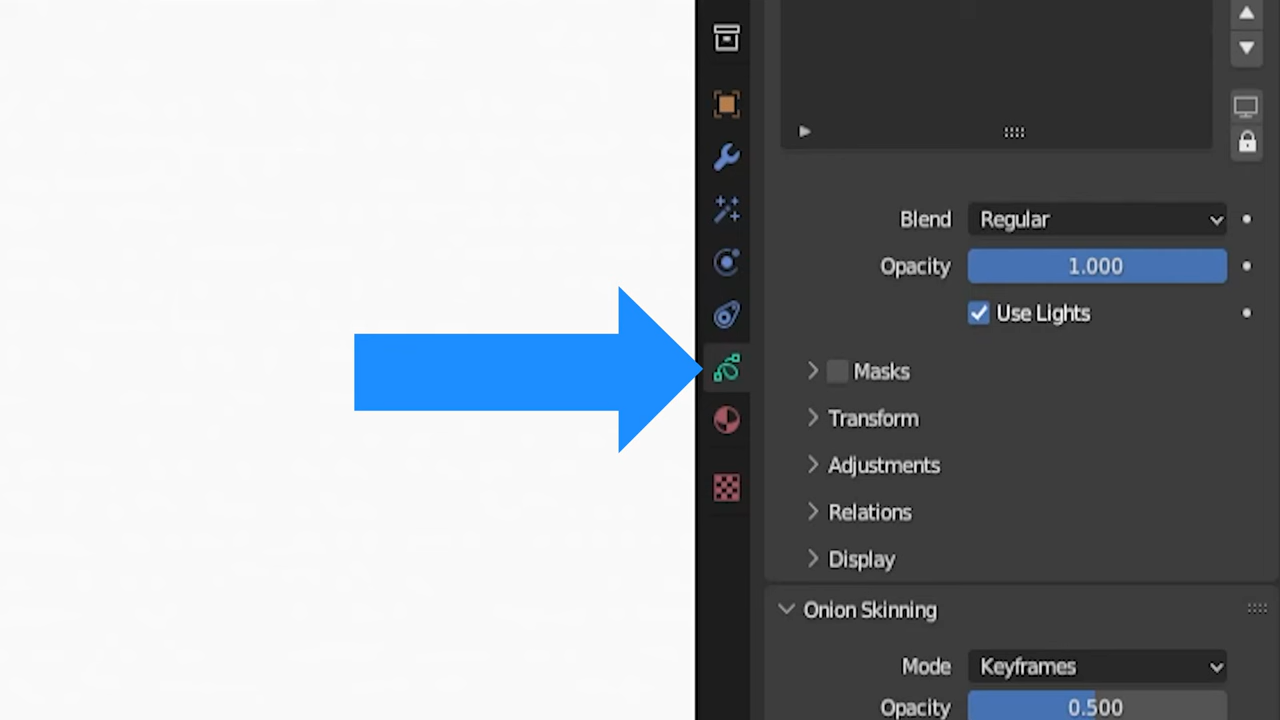 Blend Regular
Opacity 1.000
Use Lights
Masks
Transform
Adjustments
Relations
Display
Onion Skinning
Mode Keyframes
Opacity 0.500